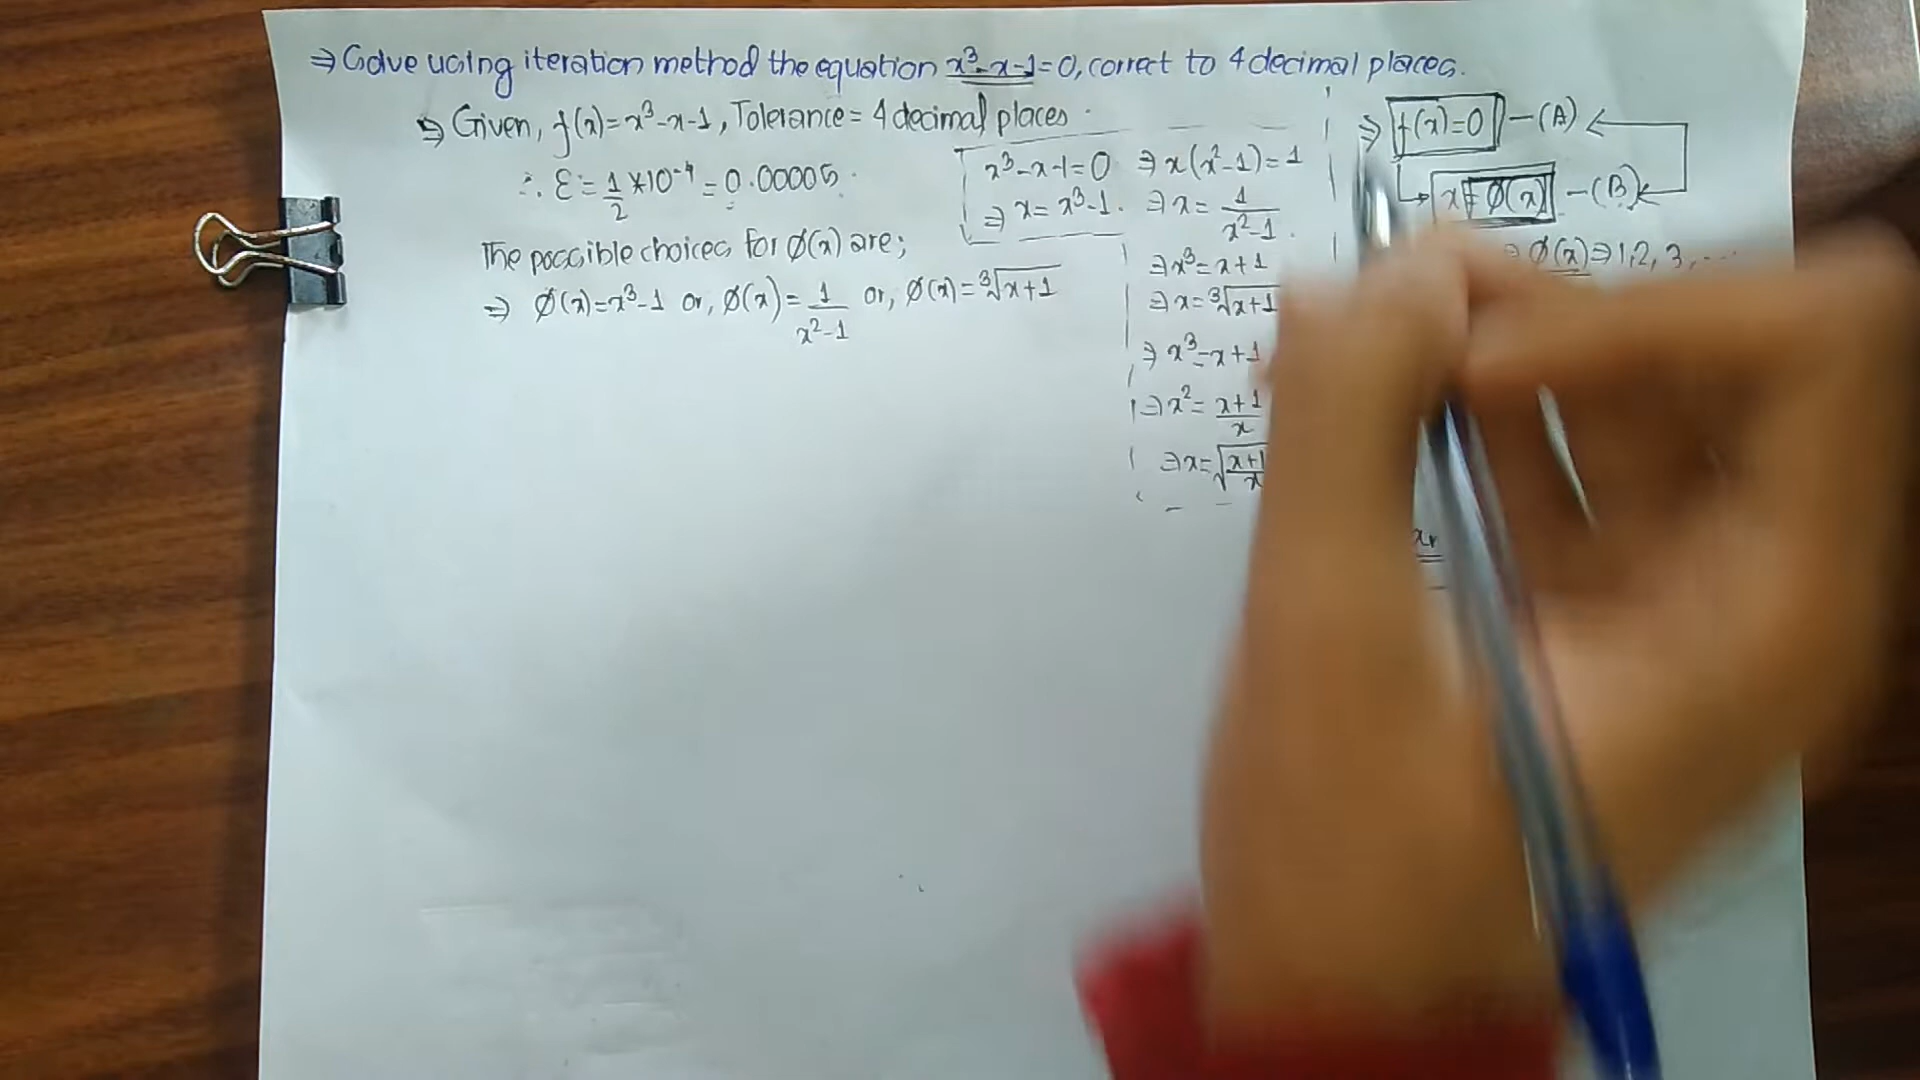 ⇒ Solve using iteration method the equation x³-x-1=0, correct to 4 decimal places.
⇒ Given, f(x)=x³-x-1, Tolerance = 4 decimal places.
∴ ε = 1/2 * 10⁻⁴ = 0.00005.
The possible choices for φ(x) are;
⇒ φ(x)=x³-1 or, φ(x)= 1/(x²-1) or, φ(x)=³√(x+1)
x³-x-1=0
⇒ x = x³-1.
⇒ x(x²-1)=1
⇒ x = 1/(x²-1).
⇒ x³=x+1
⇒ x=³√(x+1)
⇒ x³=x+1
⇒ x² = (x+1)/x
⇒ x=√((x+1)/x)
⇒ f(x)=0 -(A)
x=φ(x) -(B)
⇒ φ(x)⇒1,2,3,...